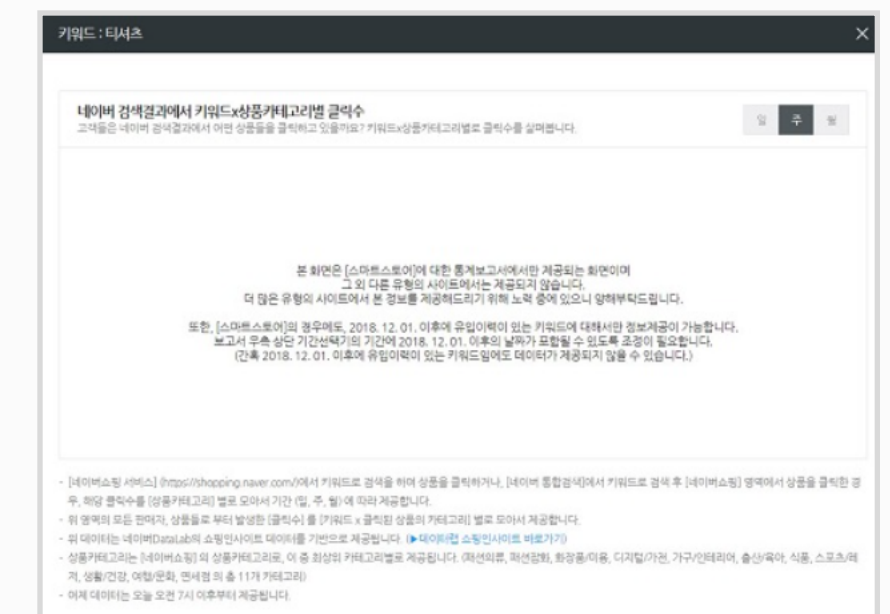 키워드 : 티셔츠
네이버 검색결과에서 키워드x상품카테고리별 클릭수
고객들은 네이버 검색결과에서 어떤 상품들을 클릭하고 있을까요? 키워드x상품카테고리별로 클릭수를 살펴봅니다.
일 주 월
본 화면은 [스마트스토어]에 대한 통계보고서에서만 제공되는 화면이며
그 외 다른 유형의 사이트에서는 제공되지 않습니다.
더 많은 유형의 사이트에서 본 정보를 제공해드리기 위해 노력 중에 있으니 양해부탁드립니다.
또한, [스마트스토어]의 경우에도, 2018. 12. 01. 이후에 유입이력이 있는 키워드에 대해서만 정보제공이 가능합니다.
보고서 우측 상단 기간선택기의 기간에 2018. 12. 01. 이후의 날짜가 포함될 수 있도록 조정이 필요합니다.
(간혹 2018. 12. 01. 이후에 유입이력이 있는 키워드임에도 데이터가 제공되지 않을 수 있습니다.)
- [네이버쇼핑 서비스] (https://shopping.naver.com/)에서 키워드로 검색을 하여 상품을 클릭하거나, [네이버 통합검색]에서 키워드로 검색 후 [네이버쇼핑] 영역에서 상품을 클릭한 경
우, 해당 클릭수를 [상품카테고리] 별로 모아서 기간 (일, 주, 월) 에 따라 제공합니다.
- 위 영역의 모든 판매자, 상품들로 부터 발생한 [클릭수] 를 [키워드 x 클릭된 상품의 카테고리] 별로 모아서 제공합니다.
- 위 데이터는 네이버DataLab의 쇼핑인사이트 데이터를 기반으로 제공됩니다. (▶데이터랩 쇼핑인사이트 바로가기)
- 상품카테고리는 [네이버쇼핑] 의 상품카테고리로, 이 중 최상위 카테고리별로 제공됩니다. (패션의류, 패션잡화, 화장품/미용, 디지털/가전, 가구/인테리어, 출산/육아, 식품, 스포츠/레
저, 생활/건강, 여행/문화, 면세점 의 총 11개 카테고리)
- 어제 데이터는 오늘 오전 7시 이후부터 제공됩니다.